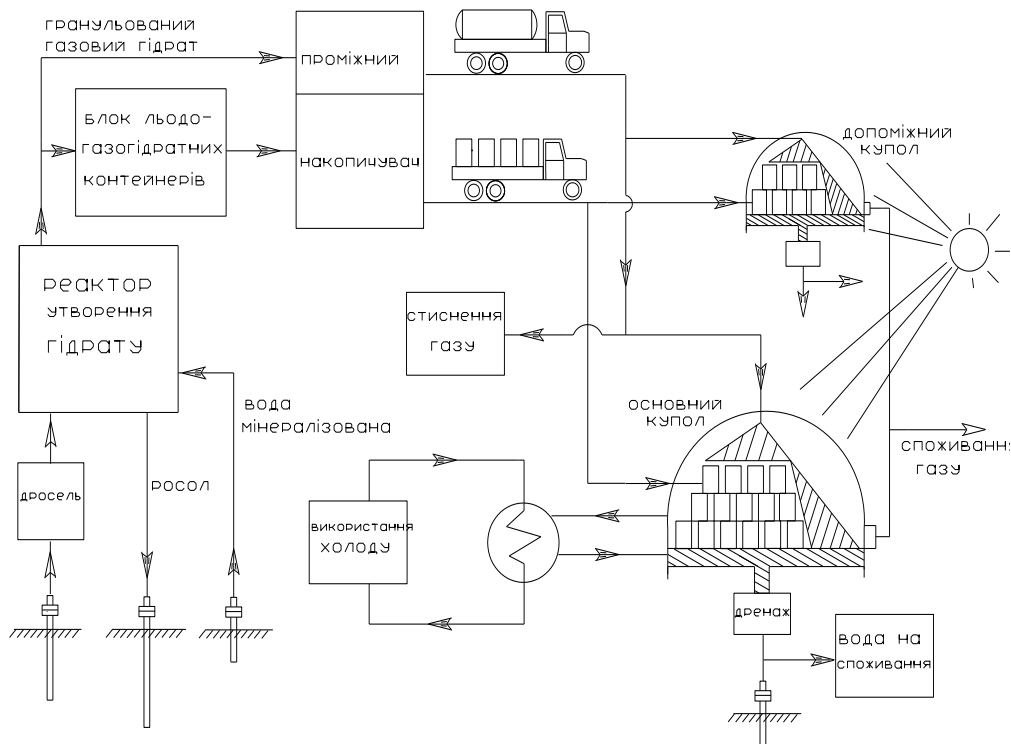 гранульований
газовий гідрат
проміжний
накопичувач
блок льодо-
газогідратних
контейнерів
допоміжний
купол
реактор
утворення
гідрату
стиснення
газу
вода
мінералізована
основний
купол
споживання
газу
дросель
росол
використання
холоду
дренаж
вода на
споживання